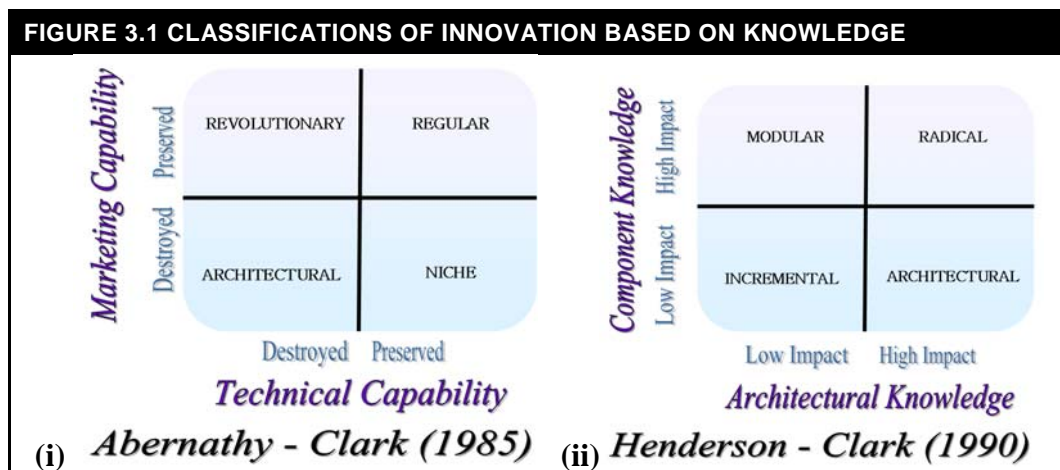 FIGURE 3.1 CLASSIFICATIONS OF INNOVATION BASED ON KNOWLEDGE
Marketing Capability
Preserved
Destroyed
REVOLUTIONARY REGULAR
ARCHITECTURAL NICHE
Destroyed Preserved
Technical Capability
(i) Abernathy - Clark (1985)
Component Knowledge
High Impact
Low Impact
MODULAR RADICAL
INCREMENTAL ARCHITECTURAL
Low Impact High Impact
Architectural Knowledge
(ii) Henderson - Clark (1990)